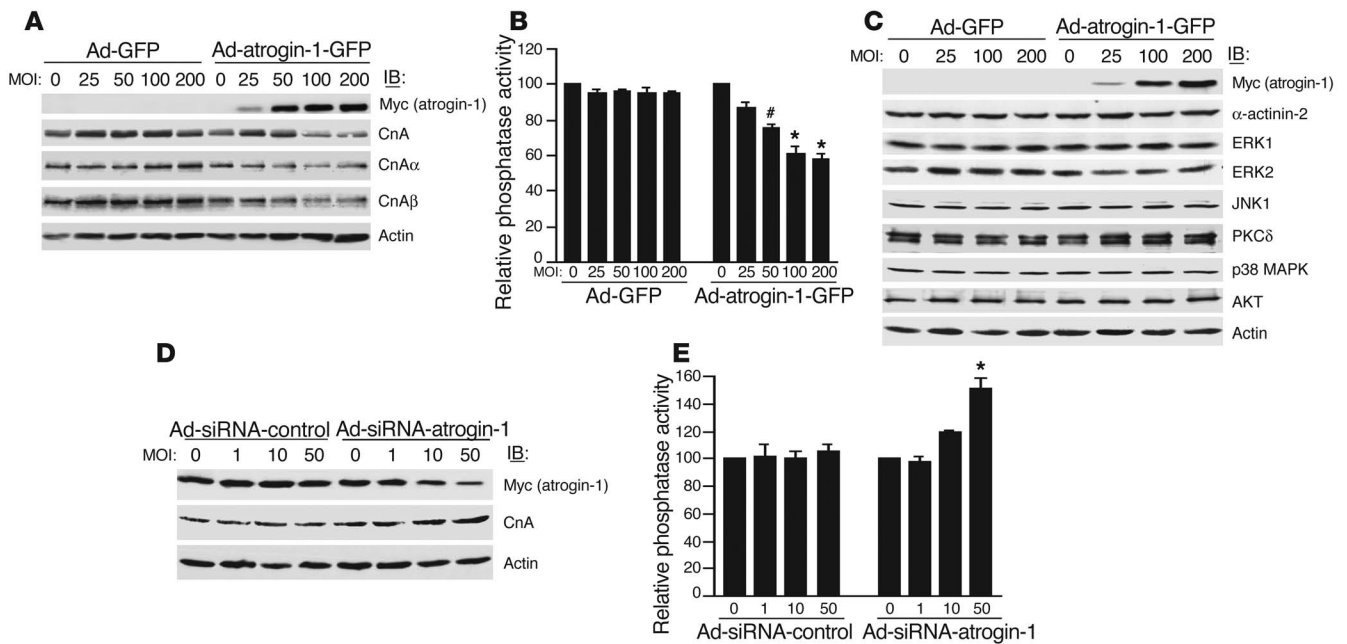 A
Ad-GFP Ad-atrogin-1-GFP
MOI: 0 25 50 100 200 0 25 50 100 200 IB:
Myc (atrogin-1)
CnA
CnAα
CnAβ
Actin
B
Relative phosphatase activity
120
100
80
60
40
20
0
# * *
MOI: 0 25 50 100 200 0 25 50 100 200
Ad-GFP Ad-atrogin-1-GFP
C
Ad-GFP Ad-atrogin-1-GFP
MOI: 0 25 100 200 0 25 100 200 IB:
Myc (atrogin-1)
α-actinin-2
ERK1
ERK2
JNK1
PKCδ
p38 MAPK
AKT
Actin
D
Ad-siRNA-control Ad-siRNA-atrogin-1
MOI: 0 1 10 50 0 1 10 50 IB:
Myc (atrogin-1)
CnA
Actin
E
Relative phosphatase activity
160
140
120
100
80
60
40
20
0
*
0 1 10 50 0 1 10 50
Ad-siRNA-control Ad-siRNA-atrogin-1